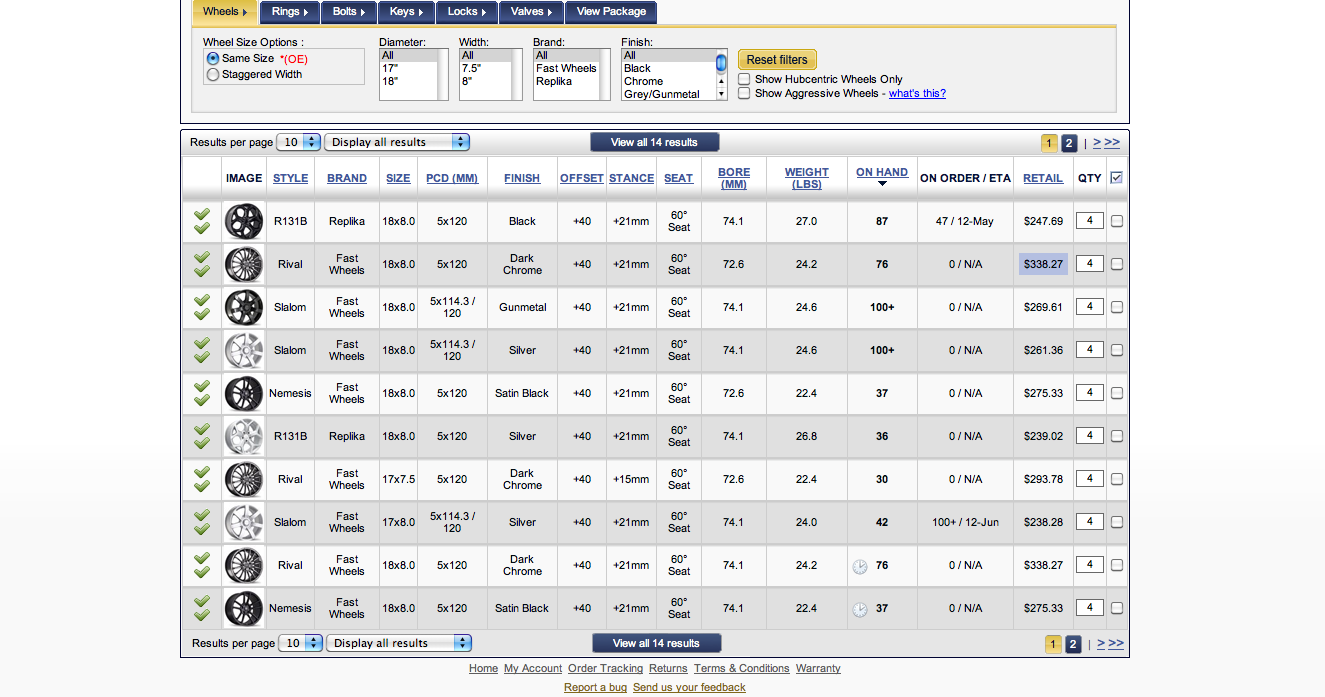 Wheels Rings Bolts Keys Locks Valves View Package
Wheel Size Options : Diameter: Width: Brand: Finish:
Same Size *(OE) All All All All Reset filters
Staggered Width 17" 7.5" Fast Wheels Black Show Hubcentric Wheels Only
18" 8" Replika Chrome Show Aggressive Wheels - what's this?
Grey/Gunmetal
Results per page 10 Display all results View all 14 results 1 2 | > >>
IMAGE STYLE BRAND SIZE PCD (MM) FINISH OFFSET STANCE SEAT BORE (MM) WEIGHT (LBS) ON HAND ON ORDER / ETA RETAIL QTY
R131B Replika 18x8.0 5x120 Black +40 +21mm 60° Seat 74.1 27.0 87 47 / 12-May $247.69 4
Rival Fast Wheels 18x8.0 5x120 Dark Chrome +40 +21mm 60° Seat 72.6 24.2 76 0 / N/A $338.27 4
Slalom Fast Wheels 18x8.0 5x114.3 / 120 Gunmetal +40 +21mm 60° Seat 74.1 24.6 100+ 0 / N/A $269.61 4
Slalom Fast Wheels 18x8.0 5x114.3 / 120 Silver +40 +21mm 60° Seat 74.1 24.6 100+ 0 / N/A $261.36 4
Nemesis Fast Wheels 18x8.0 5x120 Satin Black +40 +21mm 60° Seat 72.6 22.4 37 0 / N/A $275.33 4
R131B Replika 18x8.0 5x120 Silver +40 +21mm 60° Seat 74.1 26.8 36 0 / N/A $239.02 4
Rival Fast Wheels 17x7.5 5x120 Dark Chrome +40 +15mm 60° Seat 72.6 22.4 30 0 / N/A $293.78 4
Slalom Fast Wheels 17x8.0 5x114.3 / 120 Silver +40 +21mm 60° Seat 74.1 24.0 42 100+ / 12-Jun $238.28 4
Rival Fast Wheels 18x8.0 5x120 Dark Chrome +40 +21mm 60° Seat 74.1 24.2 76 0 / N/A $338.27 4
Nemesis Fast Wheels 18x8.0 5x120 Satin Black +40 +21mm 60° Seat 74.1 22.4 37 0 / N/A $275.33 4
Results per page 10 Display all results View all 14 results 1 2 | > >>
Home My Account Order Tracking Returns Terms & Conditions Warranty
Report a bug Send us your feedback